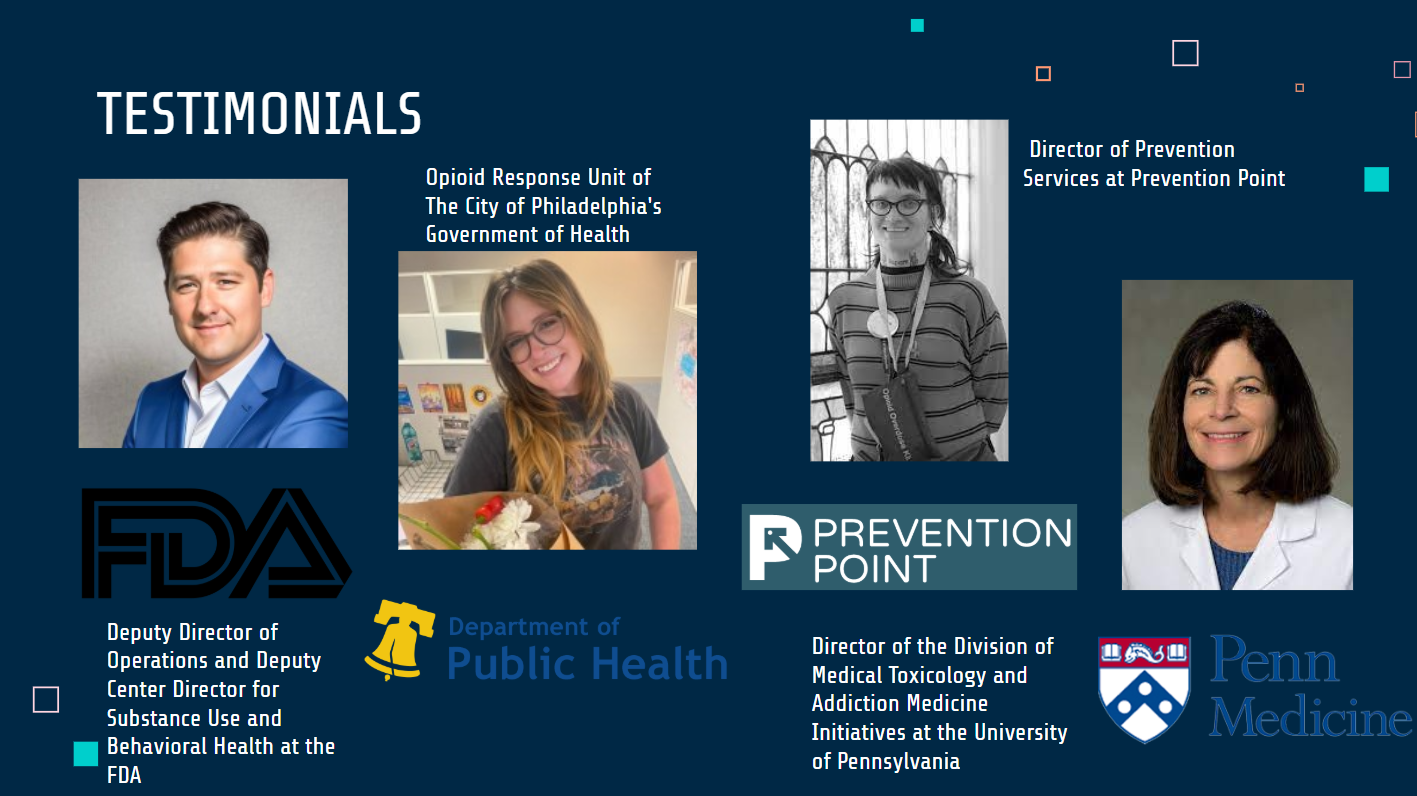 TESTIMONIALS
Opioid Response Unit of
The City of Philadelphia's
Government of Health
Director of Prevention
Services at Prevention Point
Opioid Overdose Kit
FDA
PREVENTION
POINT
Department of
Public Health
Deputy Director of
Operations and Deputy
Center Director for
Substance Use and
Behavioral Health at the
FDA
Director of the Division of
Medical Toxicology and
Addiction Medicine
Initiatives at the University
of Pennsylvania
Penn
Medicine